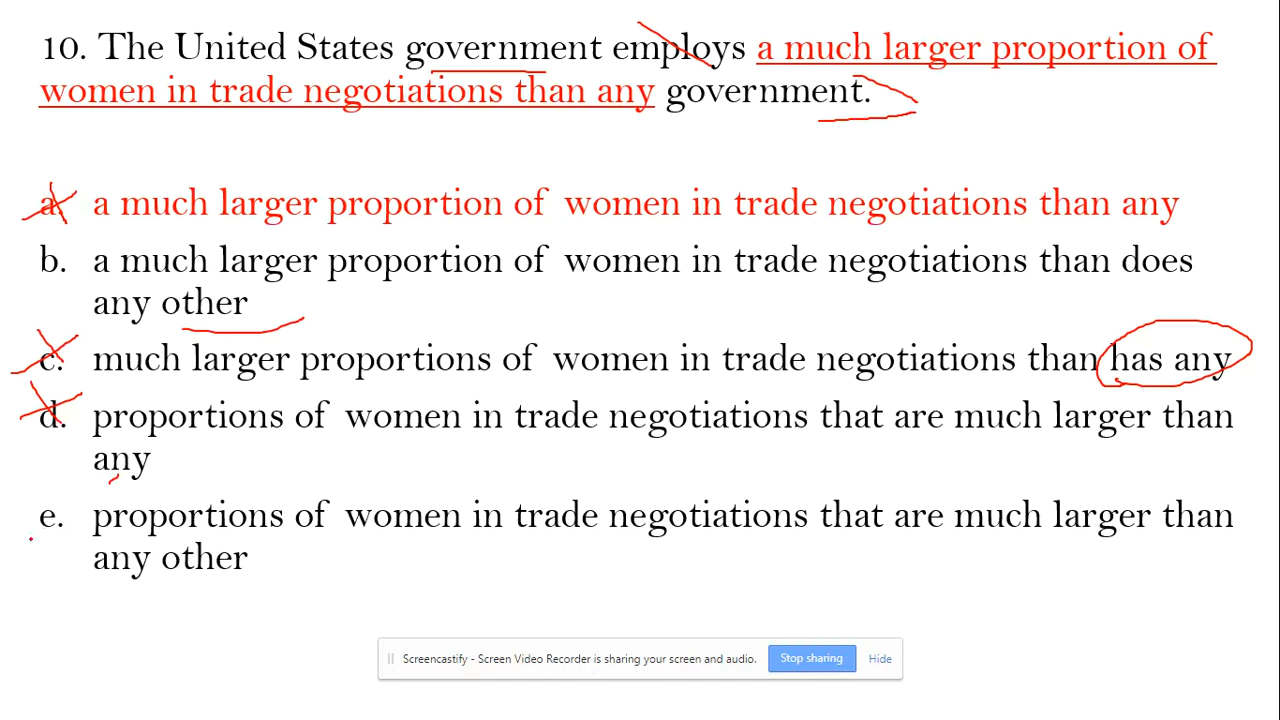 10. The United States government employs a much larger proportion of
women in trade negotiations than any government.
a. a much larger proportion of women in trade negotiations than any
b. a much larger proportion of women in trade negotiations than does
any other
c. much larger proportions of women in trade negotiations than has any
d. proportions of women in trade negotiations that are much larger than
any
e. proportions of women in trade negotiations that are much larger than
any other
Screencastify - Screen Video Recorder is sharing your screen and audio. Stop sharing Hide